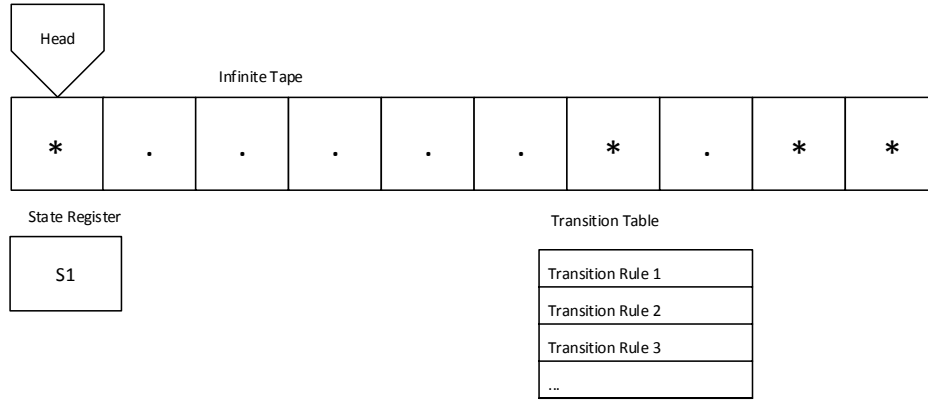 Head
Infinite Tape
* . . . . . * . * *
State Register
S1
Transition Table
Transition Rule 1
Transition Rule 2
Transition Rule 3
...